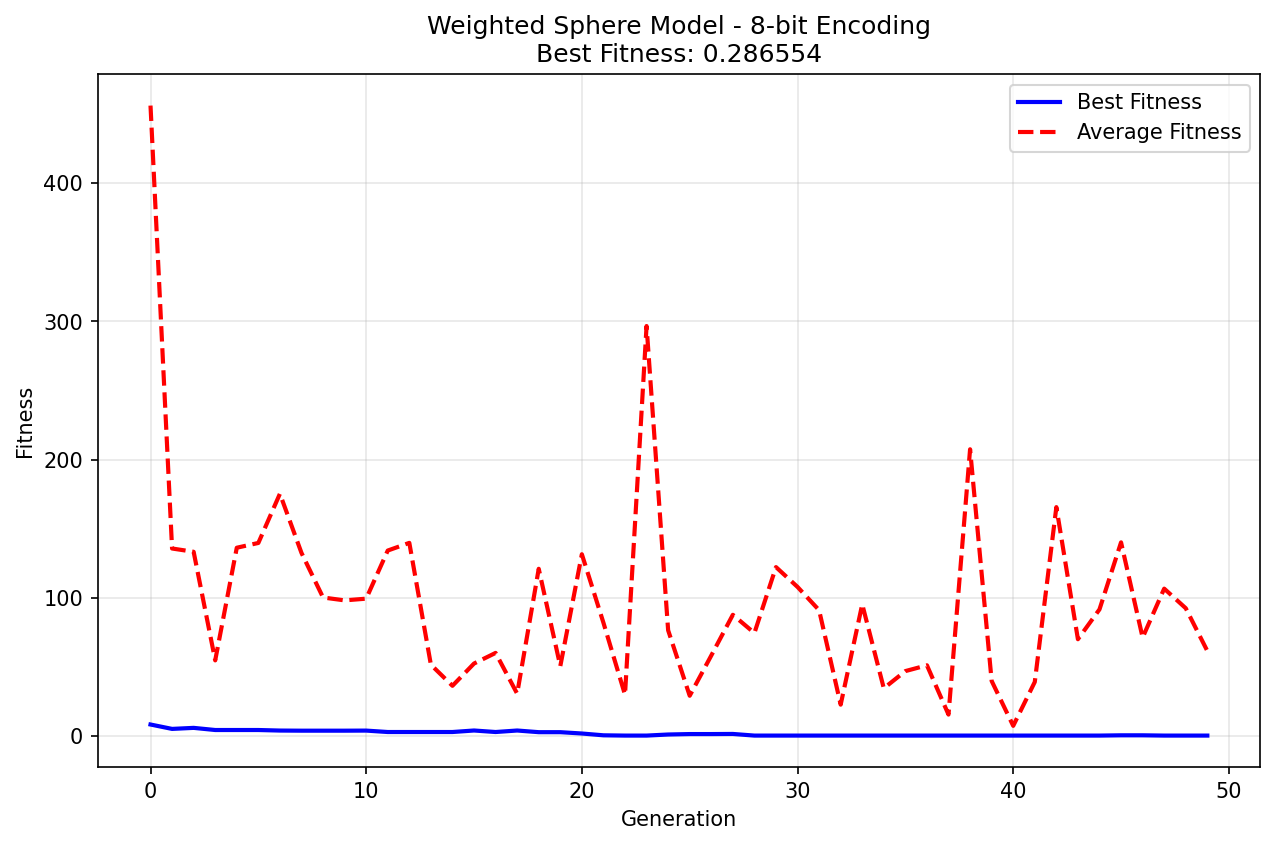 Weighted Sphere Model - 8-bit Encoding
Best Fitness: 0.286554
Best Fitness
Average Fitness
Fitness
400
300
200
100
0
0 10 20 30 40 50
Generation